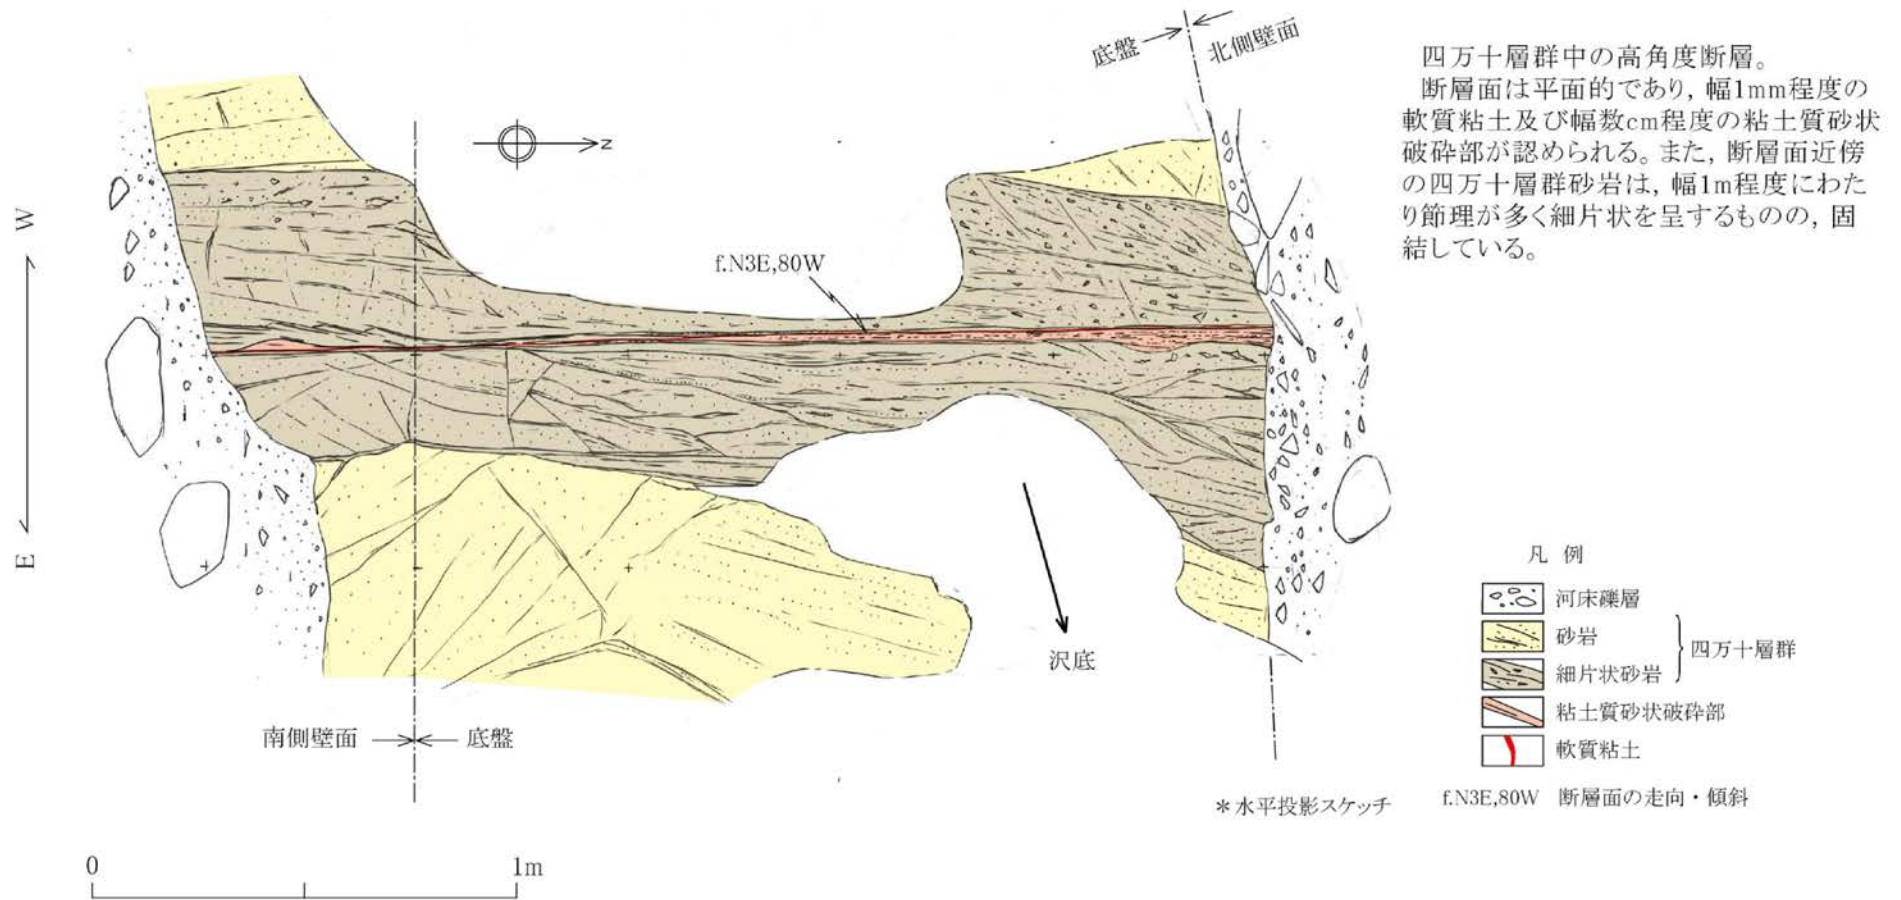 底盤
北側壁面
四万十層群中の高角度断層。
断層面は平面的であり，幅1mm程度の
軟質粘土及び幅数cm程度の粘土質砂状
破砕部が認められる。また，断層面近傍
の四万十層群砂岩は，幅1m程度にわた
り節理が多く細片状を呈するものの，固
結している。
N
W
E
f.N3E,80W
沢底
南側壁面
底盤
凡 例
河床礫層
砂岩
細片状砂岩
四万十層群
粘土質砂状破砕部
軟質粘土
f.N3E,80W 断層面の走向・傾斜
＊水平投影スケッチ
0
1m